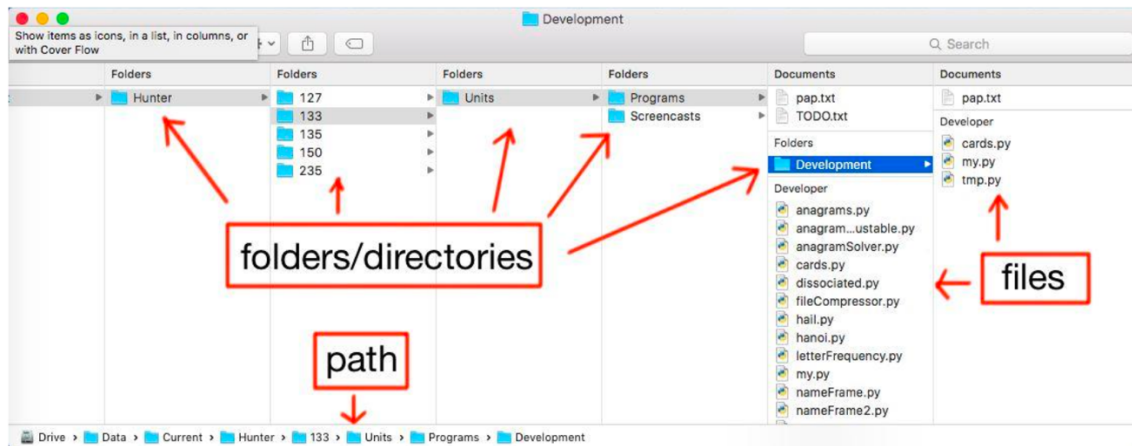 Development
Show items as icons, in a list, in columns, or
with Cover Flow
Search
Folders
Hunter
Folders
127
133
135
150
235
Folders
Units
Folders
Programs
Screencasts
Documents
pap.txt
TODO.txt
Folders
Development
Developer
anagrams.py
anagram...ustable.py
anagramSolver.py
cards.py
dissociated.py
fileCompressor.py
hail.py
hanoi.py
letterFrequency.py
my.py
nameFrame.py
nameFrame2.py
Documents
pap.txt
Developer
cards.py
my.py
tmp.py
folders/directories
files
path
Drive › Data › Current › Hunter › 133 › Units › Programs › Development